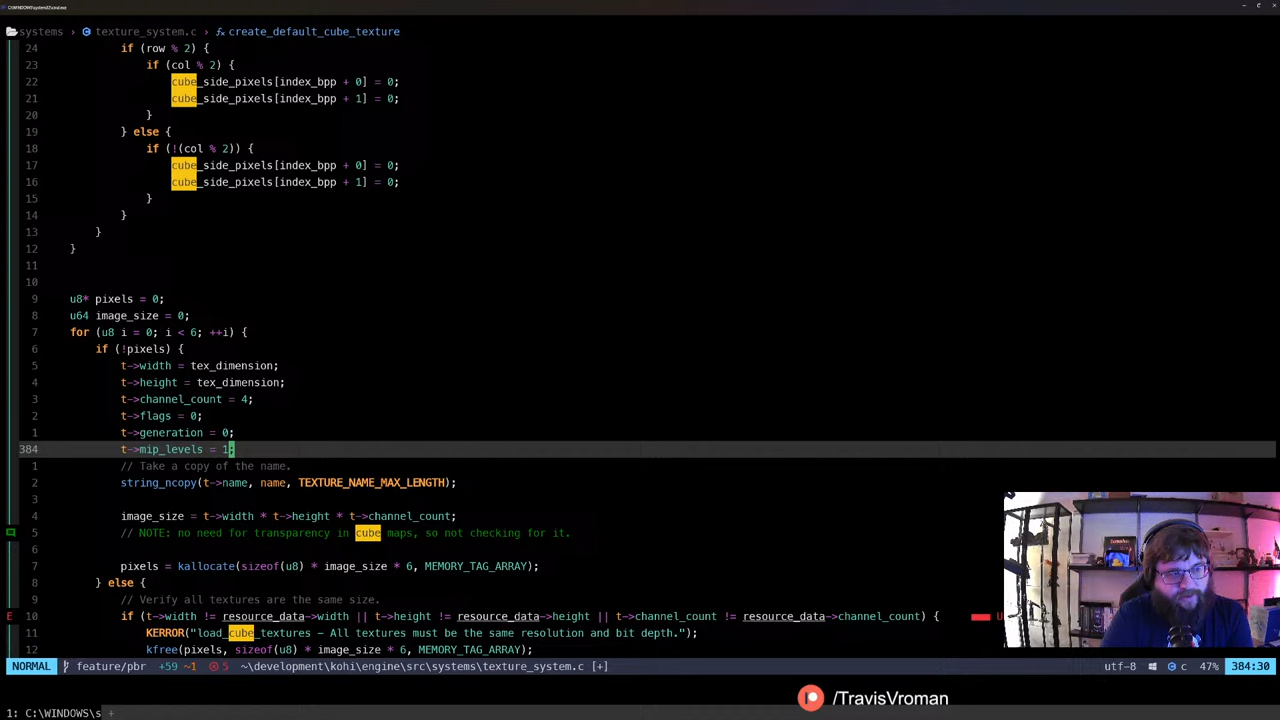 C:\WINDOWS\system32\cmd.exe
systems › texture_system.c › create_default_cube_texture
24 if (row % 2) {
23 if (col % 2) {
22 cube_side_pixels[index_bpp + 0] = 0;
21 cube_side_pixels[index_bpp + 1] = 0;
20 }
19 } else {
18 if (!(col % 2)) {
17 cube_side_pixels[index_bpp + 0] = 0;
16 cube_side_pixels[index_bpp + 1] = 0;
15 }
14 }
13 }
12 }
11
10
9 u8* pixels = 0;
8 u64 image_size = 0;
7 for (u8 i = 0; i < 6; ++i) {
6 if (!pixels) {
5 t->width = tex_dimension;
4 t->height = tex_dimension;
3 t->channel_count = 4;
2 t->flags = 0;
1 t->generation = 0;
384 t->mip_levels = 1;
1 // Take a copy of the name.
2 string_ncopy(t->name, name, TEXTURE_NAME_MAX_LENGTH);
3
4 image_size = t->width * t->height * t->channel_count;
5 // NOTE: no need for transparency in cube maps, so not checking for it.
6
7 pixels = kallocate(sizeof(u8) * image_size * 6, MEMORY_TAG_ARRAY);
8 } else {
9 // Verify all textures are the same size.
E 10 if (t->width != resource_data->width || t->height != resource_data->height || t->channel_count != resource_data->channel_count) { U
11 KERROR("load_cube_textures - All textures must be the same resolution and bit depth.");
12 kfree(pixels, sizeof(u8) * image_size * 6, MEMORY_TAG_ARRAY);
NORMAL feature/pbr +59 ~1 5 ~\development\kohi\engine\src\systems\texture_system.c [+] utf-8 c 47% 384:30
/TravisVroman
1: C:\WINDOWS\s +